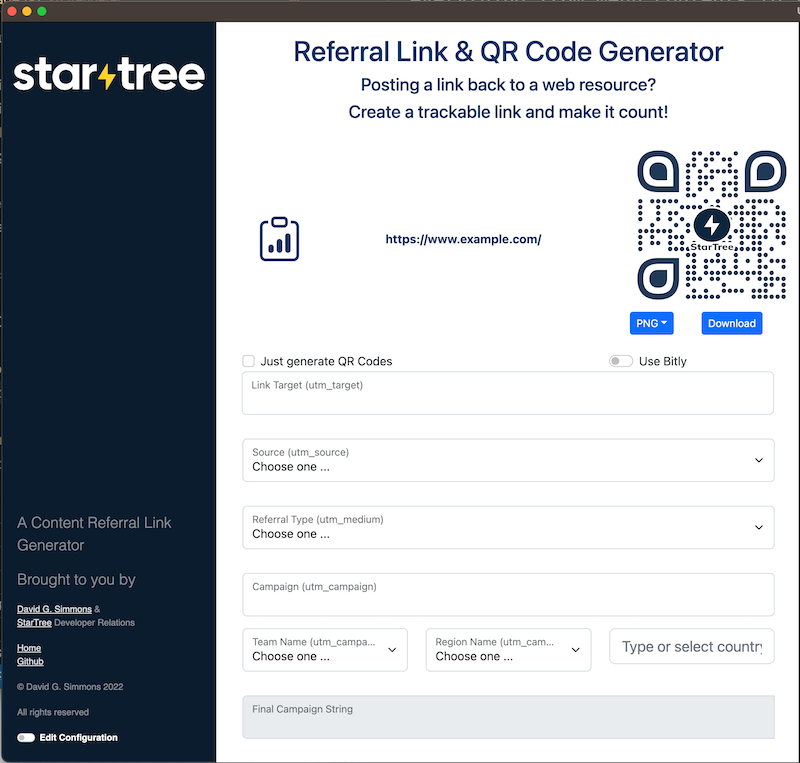 star tree
Referral Link & QR Code Generator
Posting a link back to a web resource?
Create a trackable link and make it count!
https://www.example.com/
StarTree
PNG
Download
Just generate QR Codes
Use Bitly
Link Target (utm_target)
Source (utm_source)
Choose one ...
Referral Type (utm_medium)
Choose one ...
Campaign (utm_campaign)
Team Name (utm_campa...
Choose one ...
Region Name (utm_cam...
Choose one ...
Type or select country
Final Campaign String
A Content Referral Link
Generator
Brought to you by
David G. Simmons &
StarTree Developer Relations
Home
Github
© David G. Simmons 2022
All rights reserved
Edit Configuration